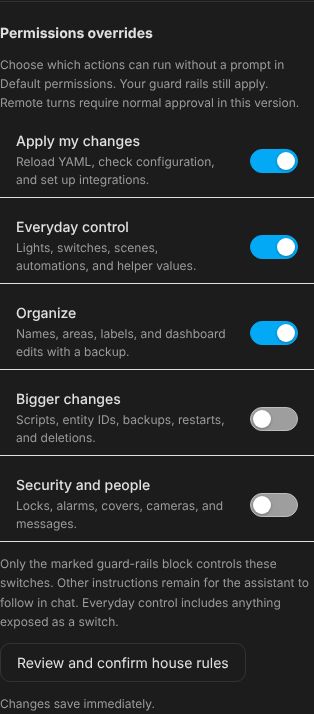 Permissions overrides
Choose which actions can run without a prompt in
Default permissions. Your guard rails still apply.
Remote turns require normal approval in this version.
Apply my changes
Reload YAML, check configuration,
and set up integrations.
Everyday control
Lights, switches, scenes,
automations, and helper values.
Organize
Names, areas, labels, and dashboard
edits with a backup.
Bigger changes
Scripts, entity IDs, backups, restarts,
and deletions.
Security and people
Locks, alarms, covers, cameras, and
messages.
Only the marked guard-rails block controls these
switches. Other instructions remain for the assistant to
follow in chat. Everyday control includes anything
exposed as a switch.
Review and confirm house rules
Changes save immediately.